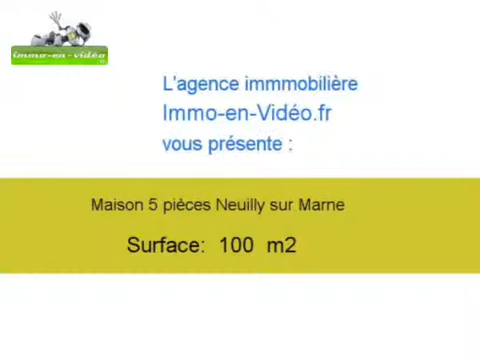 immo-en-vidéo
L'agence immmobilière
Immo-en-Vidéo.fr
vous présente :
Maison 5 pièces Neuilly sur Marne
Surface: 100 m2